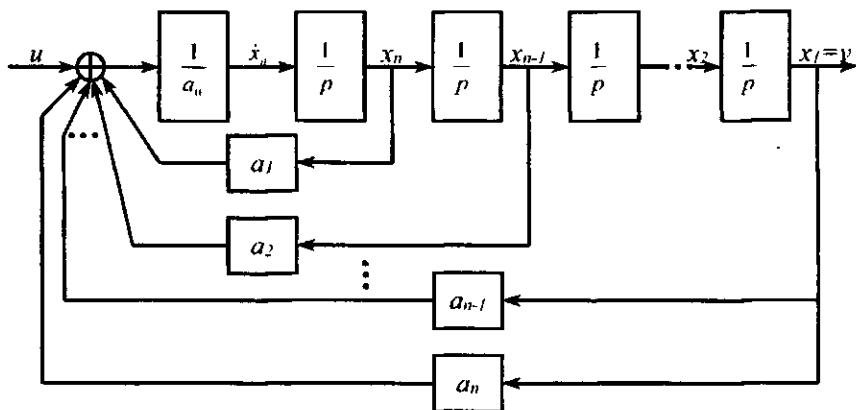 u
1
a₀
ẋₙ
1
p
xₙ
1
p
xₙ₋₁
1
p
...
x₂
1
p
x₁=y
...
a₁
a₂
...
aₙ₋₁
aₙ